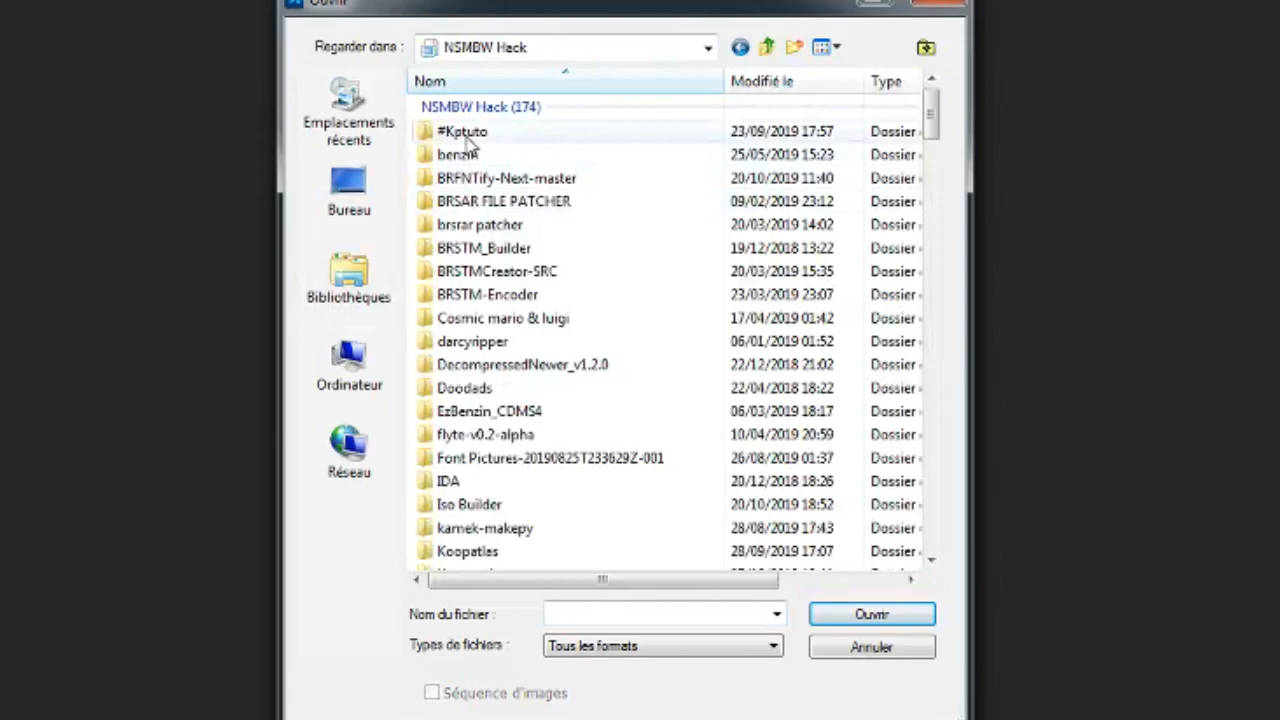 Ouvrir
Regarder dans : NSMBW Hack
Nom Modifié le Type
NSMBW Hack (174)
#Kptuto 23/09/2019 17:57 Dossier
benzin 25/05/2019 15:23 Dossier
BRFNTify-Next-master 20/10/2019 11:40 Dossier
BRSAR FILE PATCHER 09/02/2019 23:12 Dossier
brsrar patcher 20/03/2019 14:02 Dossier
BRSTM_Builder 19/12/2018 13:22 Dossier
BRSTMCreator-SRC 20/03/2019 15:35 Dossier
BRSTM-Encoder 23/03/2019 23:07 Dossier
Cosmic mario & luigi 17/04/2019 01:42 Dossier
darcyripper 06/01/2019 01:52 Dossier
DecompressedNewer_v1.2.0 22/12/2018 21:02 Dossier
Doodads 22/04/2018 18:22 Dossier
EzBenzin_CDMS4 06/03/2019 18:17 Dossier
flyte-v0.2-alpha 10/04/2019 20:59 Dossier
Font Pictures-20190825T233629Z-001 26/08/2019 01:37 Dossier
IDA 20/12/2018 18:26 Dossier
Iso Builder 20/10/2019 18:52 Dossier
kamek-makepy 28/08/2019 17:43 Dossier
Koopatlas 28/09/2019 17:07 Dossier
Emplacements
récents
Bureau
Bibliothèques
Ordinateur
Réseau
Nom du fichier : Ouvrir
Types de fichiers : Tous les formats Annuler
Séquence d'images